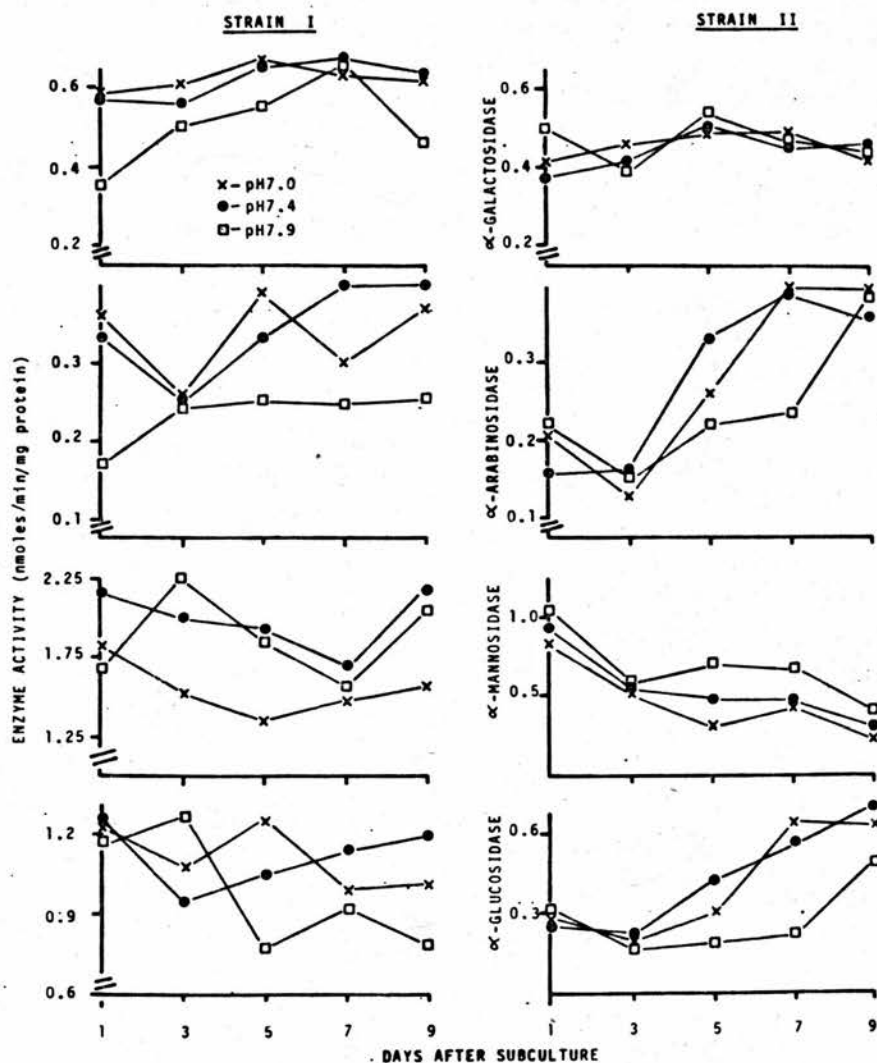 STRAIN I
STRAIN II
0.6
0.4
0.2
×-pH7.0
●-pH7.4
□-pH7.9
α-GALACTOSIDASE
0.6
0.4
0.2
ENZYME ACTIVITY (nmoles/min/mg protein)
0.3
0.2
0.1
α-ARABINOSIDASE
0.3
0.2
0.1
2.25
1.75
1.25
α-MANNOSIDASE
1.0
0.5
1.2
0.9
0.6
α-GLUCOSIDASE
0.6
0.3
1 3 5 7 9
1 3 5 7 9
DAYS AFTER SUBCULTURE